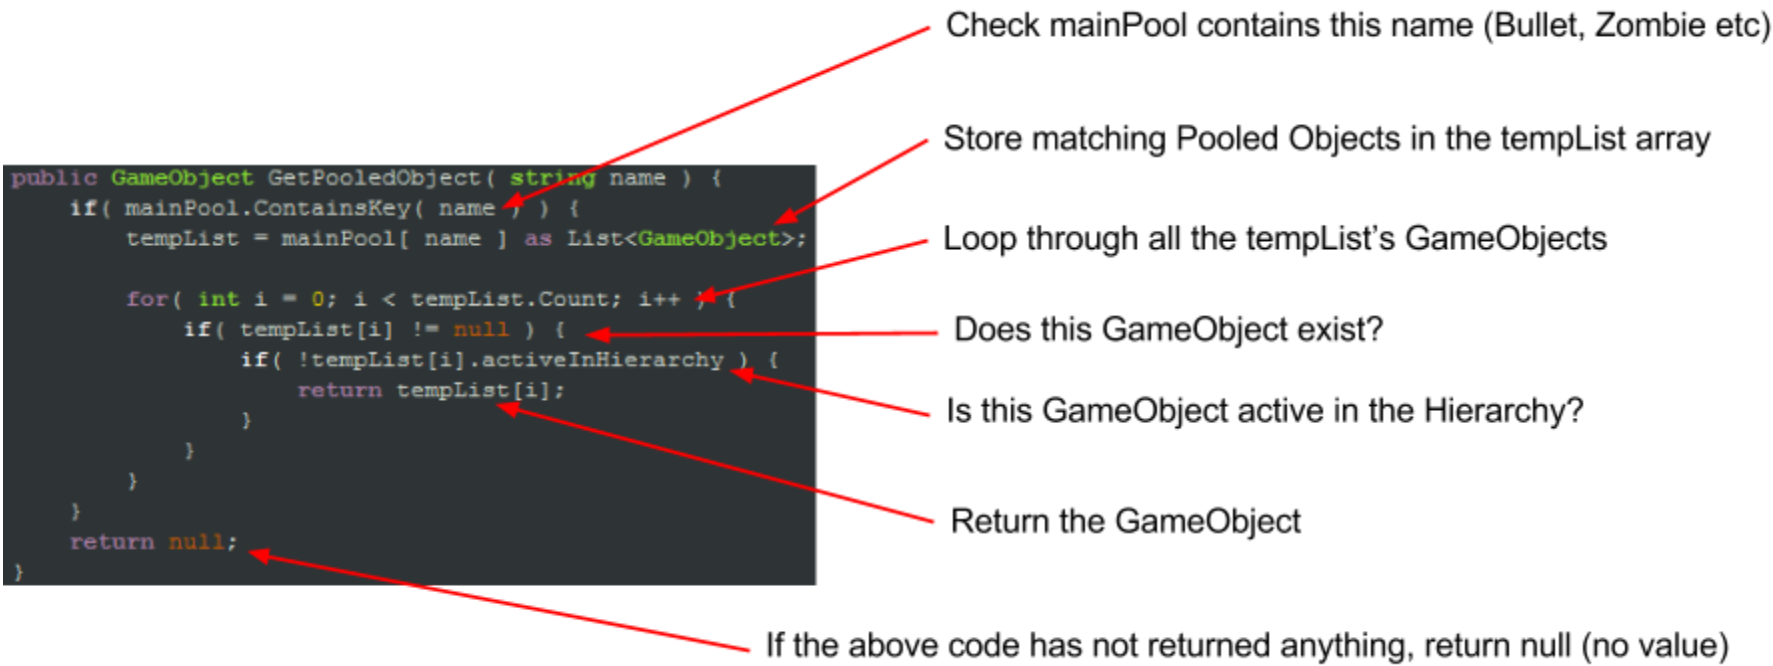 Check mainPool contains this name (Bullet, Zombie etc)
Store matching Pooled Objects in the tempList array
public GameObject GetPooledObject( string name ) {
if( mainPool.ContainsKey( name ) ) {
tempList = mainPool[ name ] as List<GameObject>;
Loop through all the tempList’s GameObjects
for( int i = 0; i < tempList.Count; i++ ) {
if( tempList[i] != null ) {
Does this GameObject exist?
if( !tempList[i].activeInHierarchy ) {
return tempList[i];
Is this GameObject active in the Hierarchy?
}
}
}
}
Return the GameObject
return null;
}
If the above code has not returned anything, return null (no value)